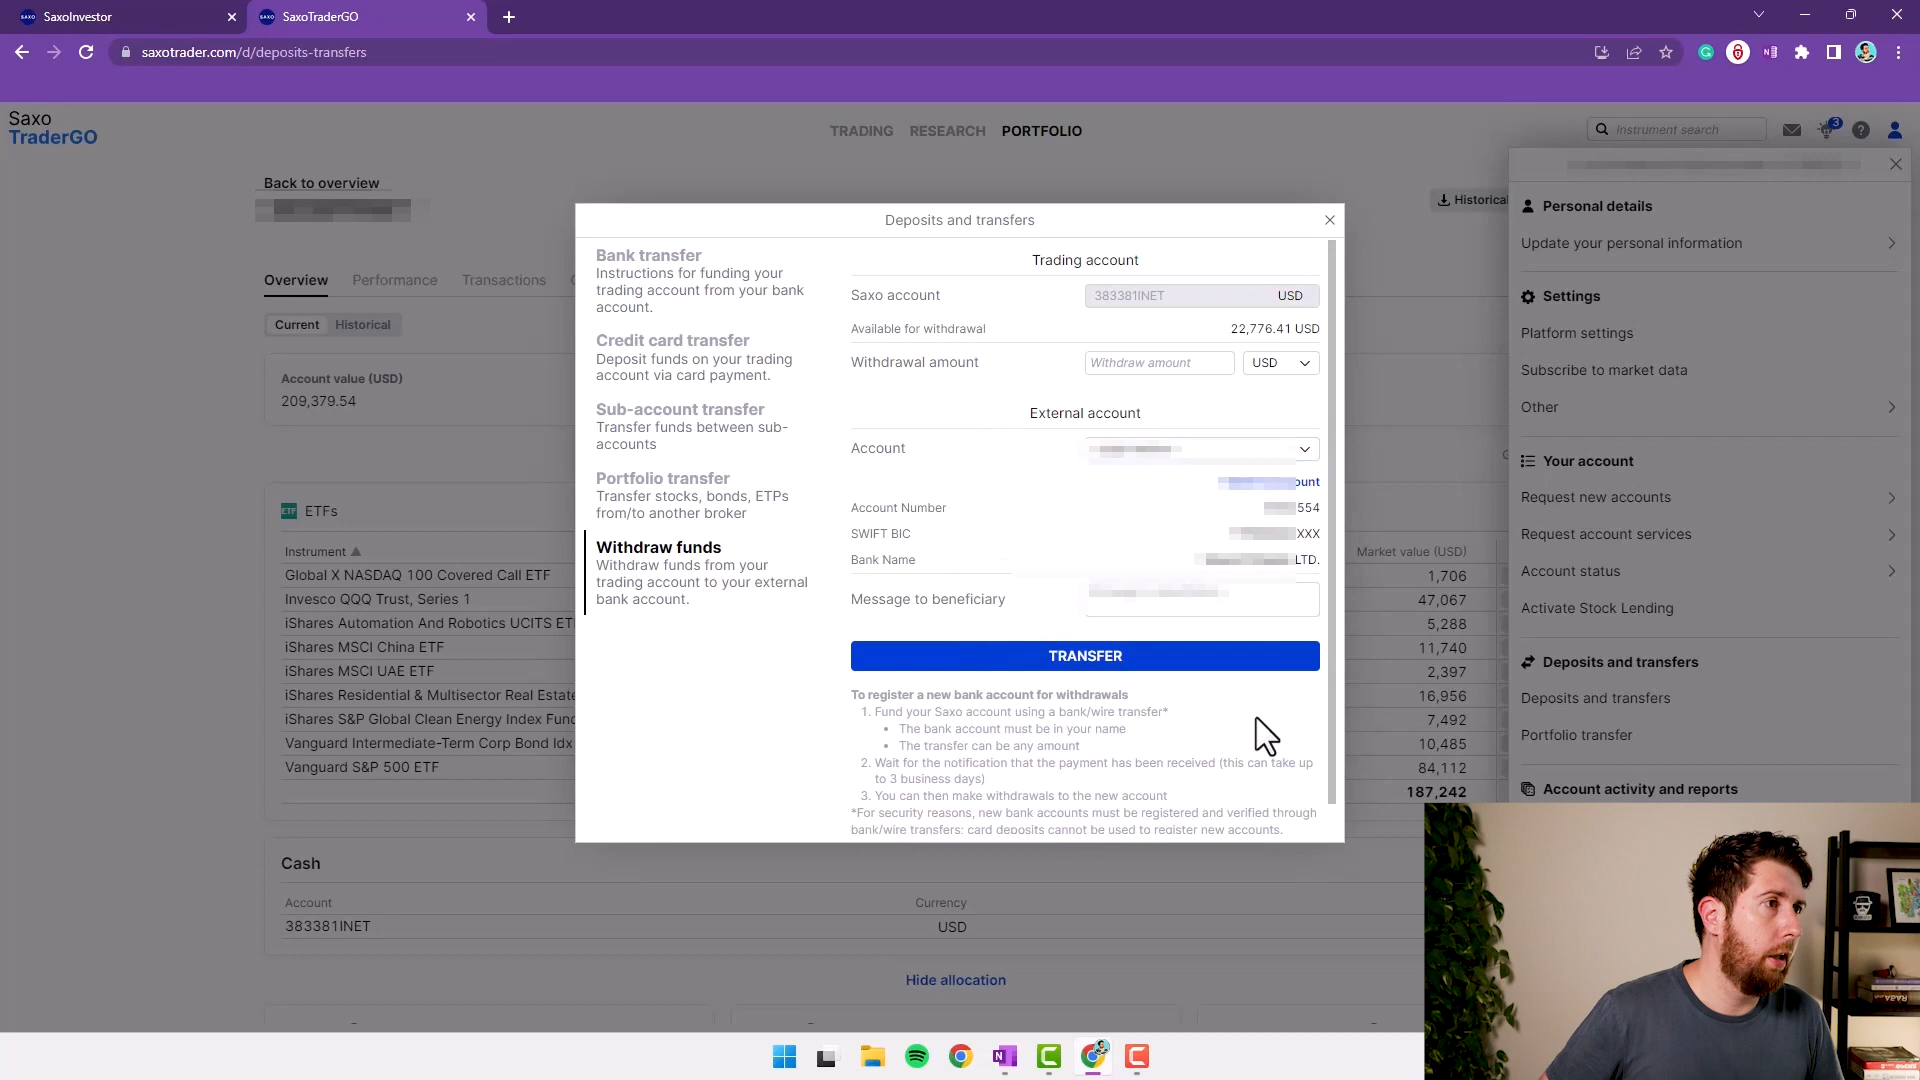 SaxoInvestor
SaxoTraderGO
saxotrader.com/d/deposits-transfers
Saxo
TraderGO
TRADING RESEARCH PORTFOLIO
Instrument search
3
Back to overview
Historical
Overview Performance Transactions
Current Historical
Account value (USD)
209,379.54
ETFs
Instrument
Market value (USD)
Global X NASDAQ 100 Covered Call ETF 1,706
Invesco QQQ Trust, Series 1 47,067
iShares Automation And Robotics UCITS ET 5,288
iShares MSCI China ETF 11,740
iShares MSCI UAE ETF 2,397
iShares Residential & Multisector Real Estate 16,956
iShares S&P Global Clean Energy Index Fund 7,492
Vanguard Intermediate-Term Corp Bond Idx 10,485
Vanguard S&P 500 ETF 84,112
187,242
Cash
Account Currency
383381INET USD
Hide allocation
Deposits and transfers
Bank transfer
Instructions for funding your
trading account from your bank
account.
Credit card transfer
Deposit funds on your trading
account via card payment.
Sub-account transfer
Transfer funds between sub-
accounts
Portfolio transfer
Transfer stocks, bonds, ETPs
from/to another broker
Withdraw funds
Withdraw funds from your
trading account to your external
bank account.
Trading account
Saxo account 383381INET USD
Available for withdrawal 22,776.41 USD
Withdrawal amount Withdraw amount USD
External account
Account
ount
Account Number 554
SWIFT BIC XXX
Bank Name LTD.
Message to beneficiary
TRANSFER
To register a new bank account for withdrawals
1. Fund your Saxo account using a bank/wire transfer*
• The bank account must be in your name
• The transfer can be any amount
2. Wait for the notification that the payment has been received (this can take up
to 3 business days)
3. You can then make withdrawals to the new account
*For security reasons, new bank accounts must be registered and verified through
bank/wire transfers; card deposits cannot be used to register new accounts.
Personal details
Update your personal information
Settings
Platform settings
Subscribe to market data
Other
Your account
Request new accounts
Request account services
Account status
Activate Stock Lending
Deposits and transfers
Deposits and transfers
Portfolio transfer
Account activity and reports